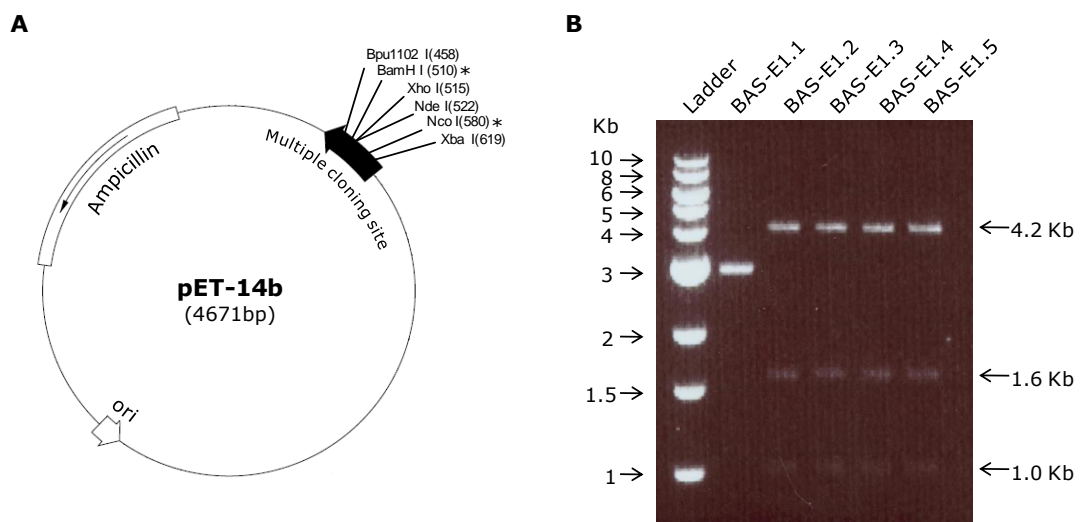 A
Bpu1102 I(458)
BamH I (510)*
Xho I(515)
Nde I(522)
Nco I(580)*
Xba I(619)
Multiple cloning site
Ampicillin
pET-14b
(4671bp)
ori
B
Ladder
BAS-E1.1
BAS-E1.2
BAS-E1.3
BAS-E1.4
BAS-E1.5
Kb
10
8
6
5
4
3
2
1.5
1
4.2 Kb
1.6 Kb
1.0 Kb